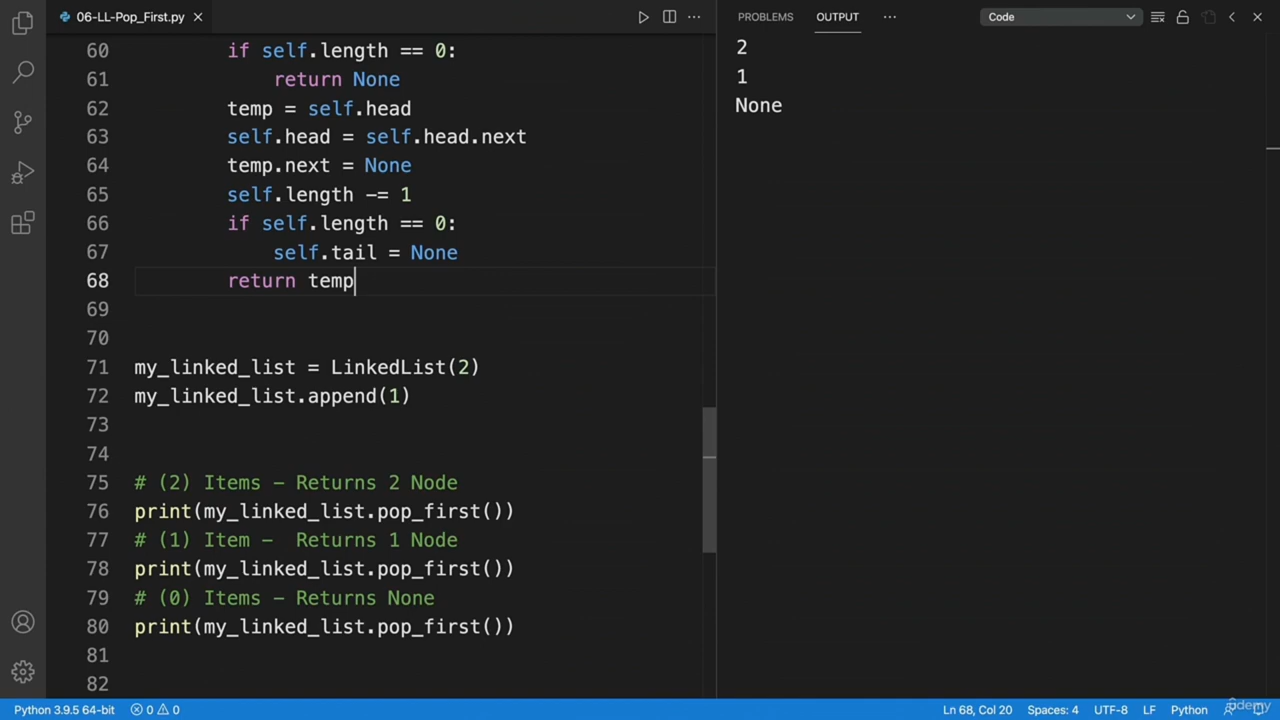 06-LL-Pop_First.py
PROBLEMS
OUTPUT
Code
60 if self.length == 0:
61 return None
62 temp = self.head
63 self.head = self.head.next
64 temp.next = None
65 self.length -= 1
66 if self.length == 0:
67 self.tail = None
68 return temp
69
70
71 my_linked_list = LinkedList(2)
72 my_linked_list.append(1)
73
74
75 # (2) Items - Returns 2 Node
76 print(my_linked_list.pop_first())
77 # (1) Item -  Returns 1 Node
78 print(my_linked_list.pop_first())
79 # (0) Items - Returns None
80 print(my_linked_list.pop_first())
81
82
2
1
None
Python 3.9.5 64-bit
0
0
Ln 68, Col 20
Spaces: 4
UTF-8
LF
Python
udemy